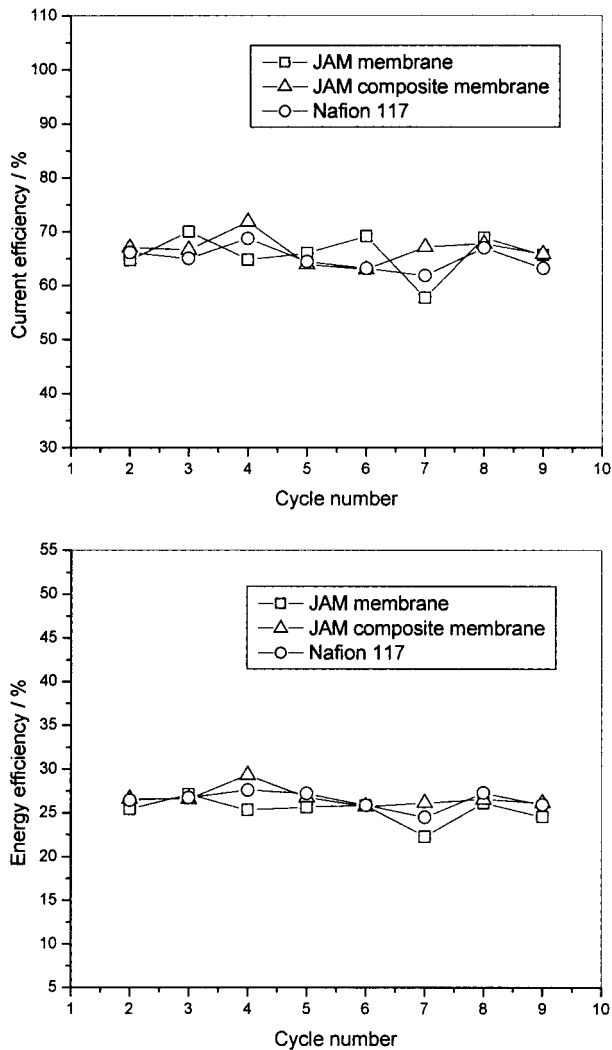 110
100
90
80
70
60
50
40
30
Current efficiency / %
JAM membrane
JAM composite membrane
Nafion 117
1 2 3 4 5 6 7 8 9 10
Cycle number
55
50
45
40
35
30
25
20
15
10
5
Energy efficiency / %
JAM membrane
JAM composite membrane
Nafion 117
1 2 3 4 5 6 7 8 9 10
Cycle number